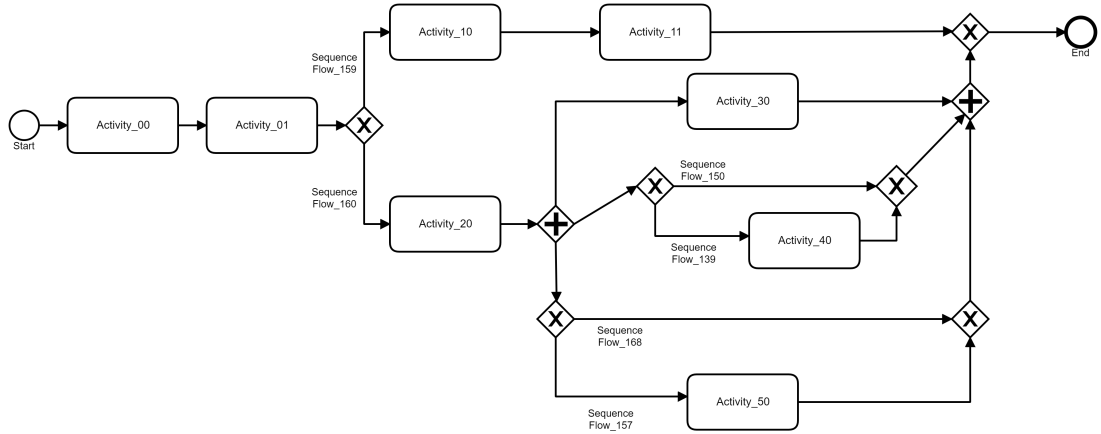 Activity_10
Activity_11
End
Sequence
Flow_159
Activity_30
Start
Activity_00
Activity_01
Sequence
Flow_160
Activity_20
Sequence
Flow_150
Sequence
Flow_139
Activity_40
Sequence
Flow_168
Activity_50
Sequence
Flow_157